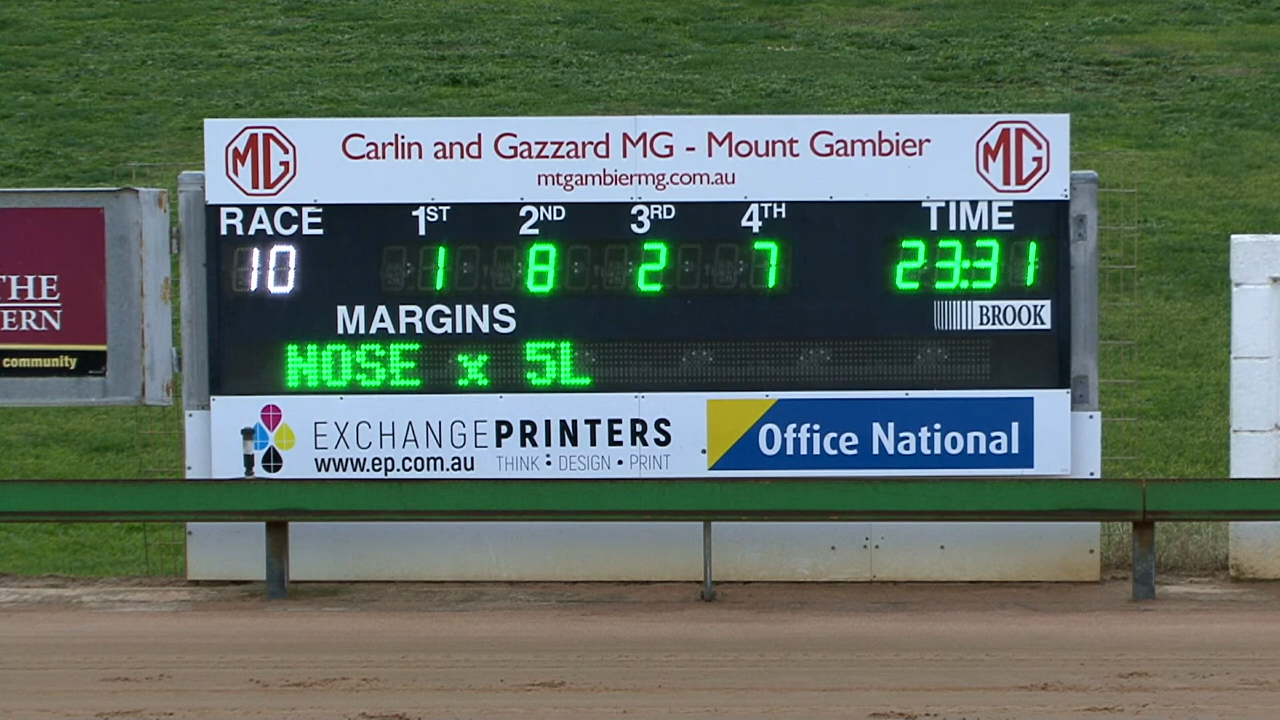 MG Carlin and Gazzard MG - Mount Gambier MG
mtgambiermg.com.au
RACE 1ST 2ND 3RD 4TH TIME
10 1 8 2 7 23:31
MARGINS BROOK
NOSE x 5L
THE
ERN
community
EXCHANGEPRINTERS
www.ep.com.au THINK : DESIGN • PRINT
Office National